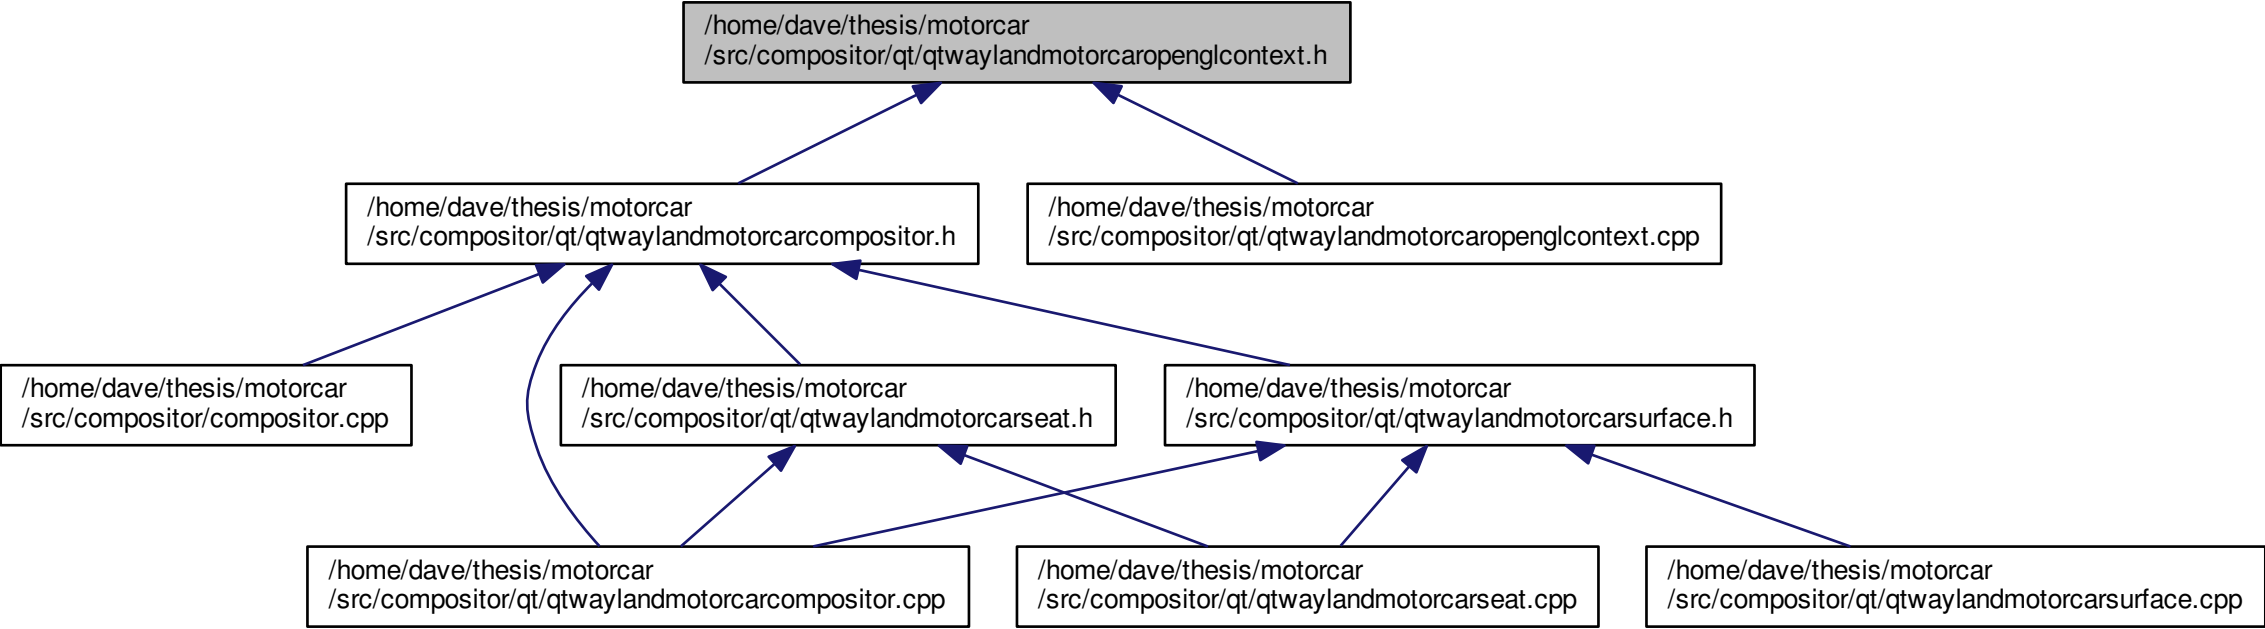 /home/dave/thesis/motorcar
/src/compositor/qt/qtwaylandmotorcaropenglcontext.h
/home/dave/thesis/motorcar
/src/compositor/qt/qtwaylandmotorcarcompositor.h
/home/dave/thesis/motorcar
/src/compositor/qt/qtwaylandmotorcaropenglcontext.cpp
/home/dave/thesis/motorcar
/src/compositor/compositor.cpp
/home/dave/thesis/motorcar
/src/compositor/qt/qtwaylandmotorcarseat.h
/home/dave/thesis/motorcar
/src/compositor/qt/qtwaylandmotorcarsurface.h
/home/dave/thesis/motorcar
/src/compositor/qt/qtwaylandmotorcarcompositor.cpp
/home/dave/thesis/motorcar
/src/compositor/qt/qtwaylandmotorcarseat.cpp
/home/dave/thesis/motorcar
/src/compositor/qt/qtwaylandmotorcarsurface.cpp